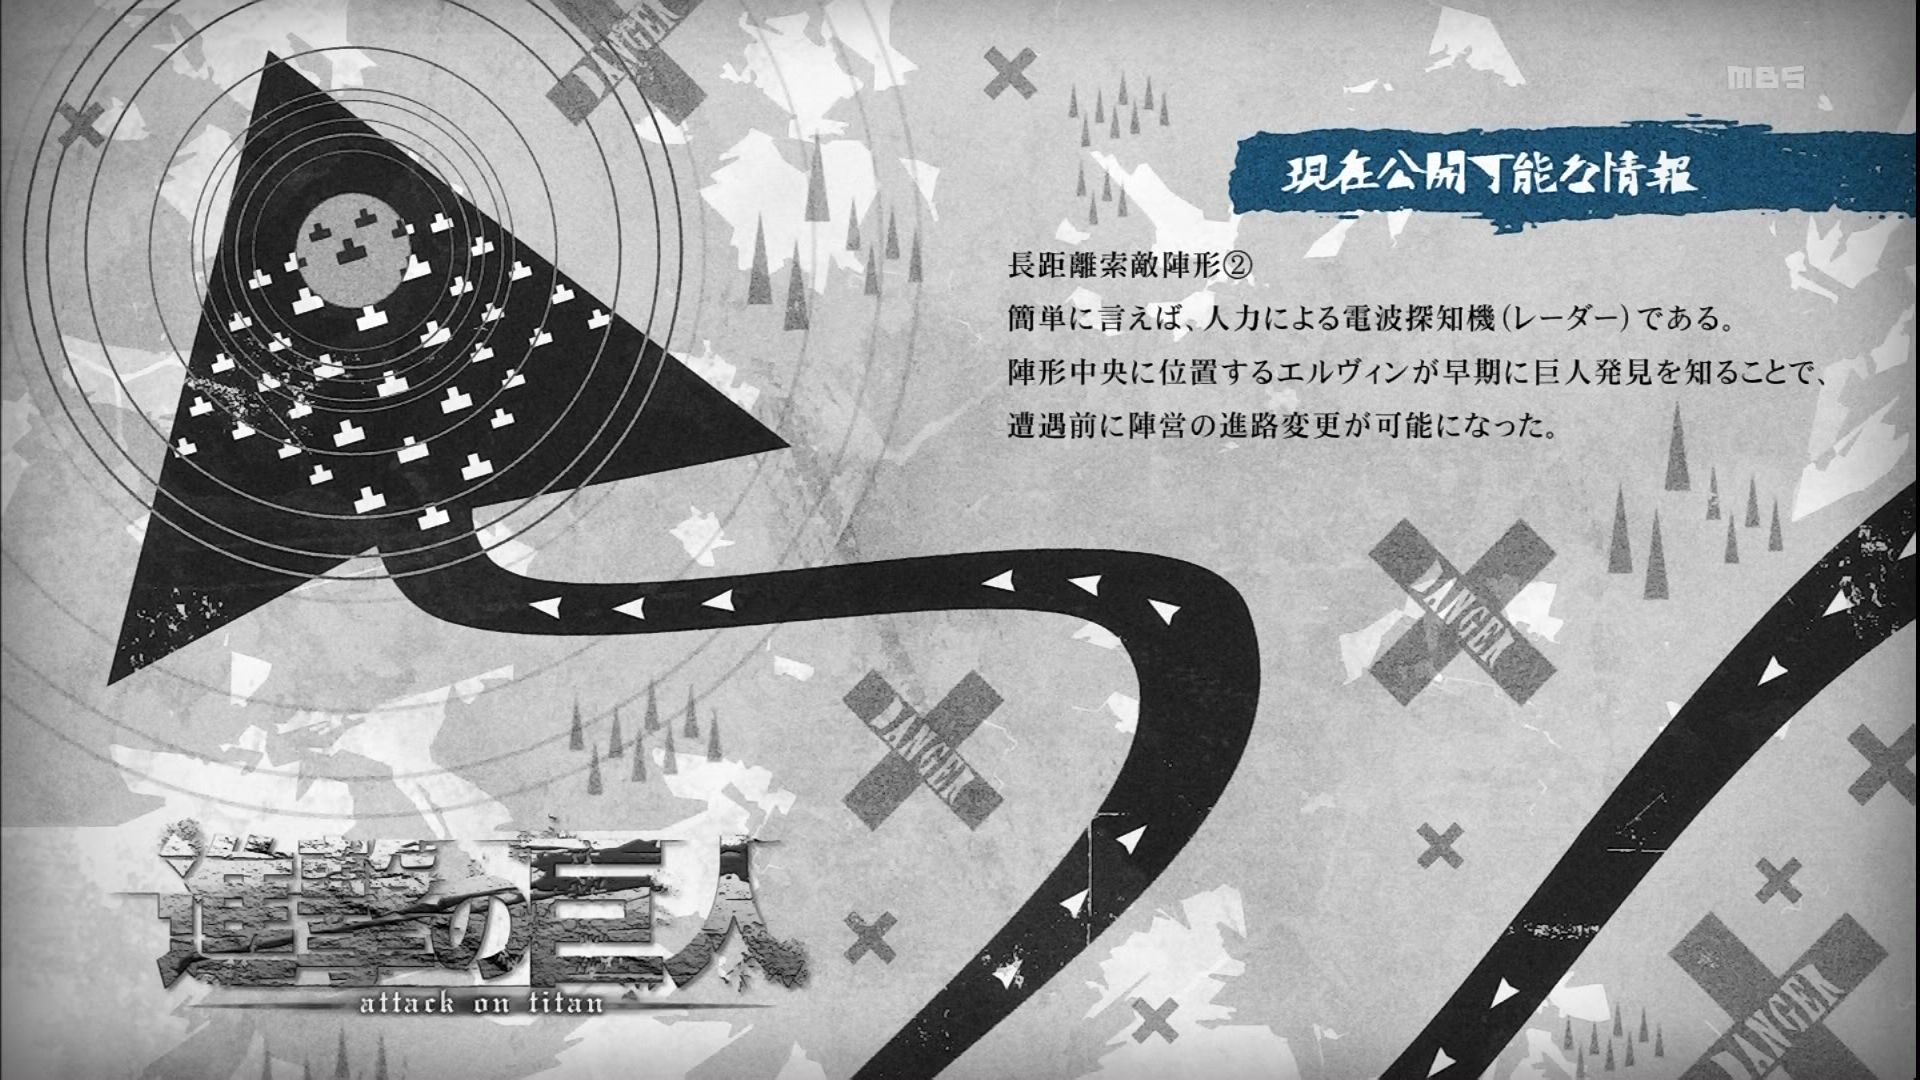 DANGER
MBS
現在公開可能な情報
長距離索敵陣形②
簡単に言えば、人力による電波探知機(レーダー)である。
陣形中央に位置するエルヴィンが早期に巨人発見を知ることで、
遭遇前に陣営の進路変更が可能になった。
DANGER
DANGER
進撃の巨人
attack on titan
DANGER